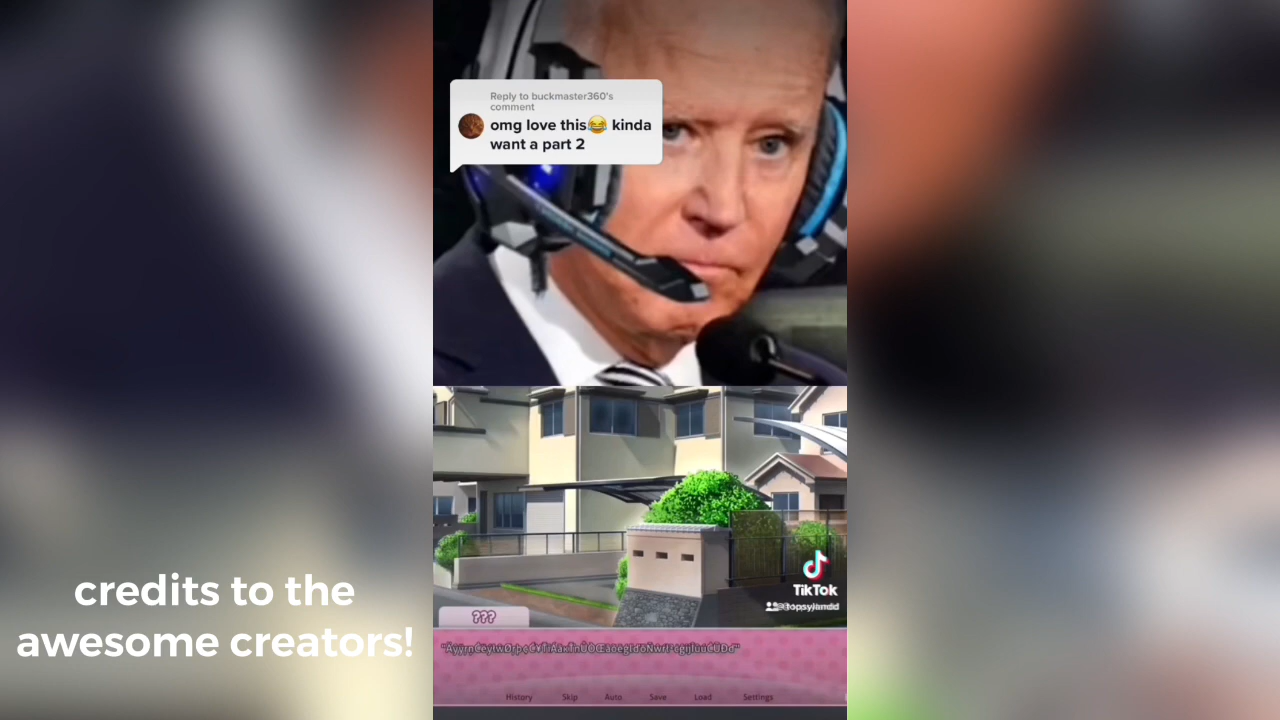 Reply to buckmaster360's
comment
omg love this😂 kinda
want a part 2
credits to the
awesome creators!
TikTok
???
History Skip Auto Save Load Settings